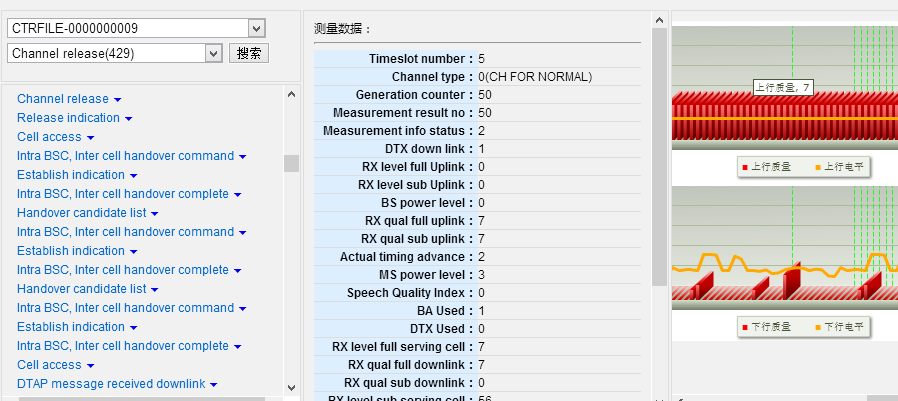 CTRFILE-0000000009
Channel release(429)
搜索
Channel release
Release indication
Cell access
Intra BSC, Inter cell handover command
Establish indication
Intra BSC, Inter cell handover complete
Handover candidate list
Intra BSC, Inter cell handover command
Establish indication
Intra BSC, Inter cell handover complete
Handover candidate list
Intra BSC, Inter cell handover command
Establish indication
Intra BSC, Inter cell handover complete
Cell access
DTAP message received downlink
测量数据：
Timeslot number : 5
Channel type : 0(CH FOR NORMAL)
Generation counter : 50
Measurement result no : 50
Measurement info status : 2
DTX down link : 1
RX level full Uplink : 0
RX level sub Uplink : 0
BS power level : 0
RX qual full uplink : 7
RX qual sub uplink : 7
Actual timing advance : 2
MS power level : 3
Speech Quality Index : 0
BA Used : 1
DTX Used : 0
RX level full serving cell : 7
RX qual full downlink : 7
RX qual sub downlink : 0
RX level sub serving cell : 56
上行质量, 7
上行质量 上行电平
下行质量 下行电平